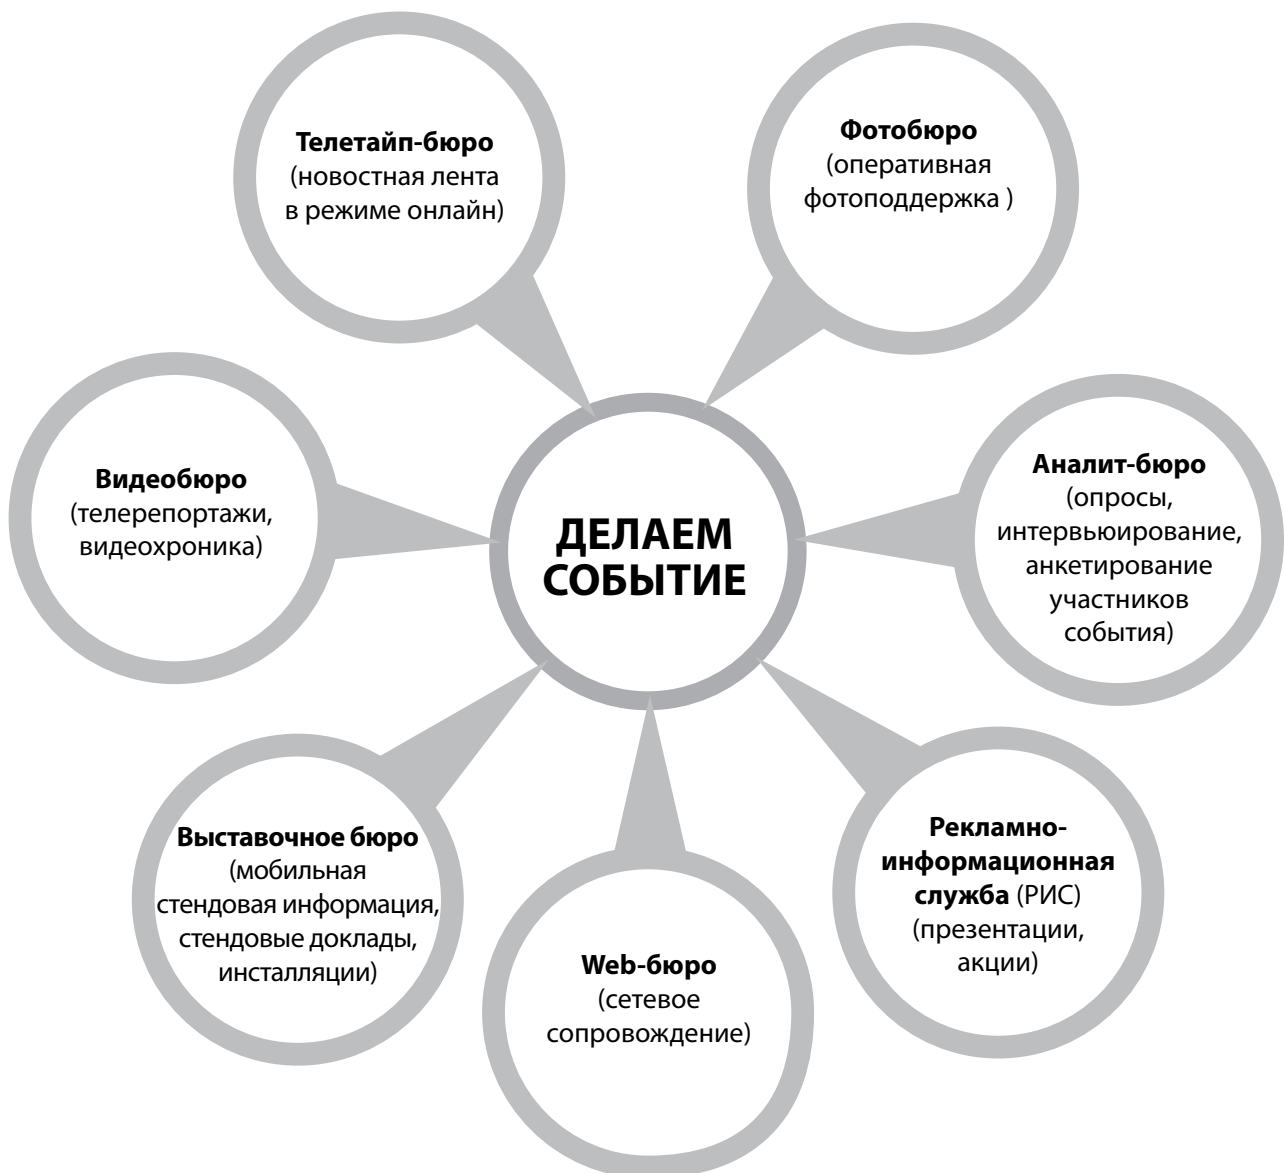 Телетайп-бюро
(новостная лента
в режиме онлайн)
Фотобюро
(оперативная
фотоподдержка )
Видеобюро
(телерепортажи,
видеохроника)
ДЕЛАЕМ
СОБЫТИЕ
Аналит-бюро
(опросы,
интервьюирование,
анкетирование
участников
события)
Выставочное бюро
(мобильная
стендовая информация,
стендовые доклады,
инсталляции)
Web-бюро
(сетевое
сопровождение)
Рекламно-
информационная
служба (РИС)
(презентации,
акции)